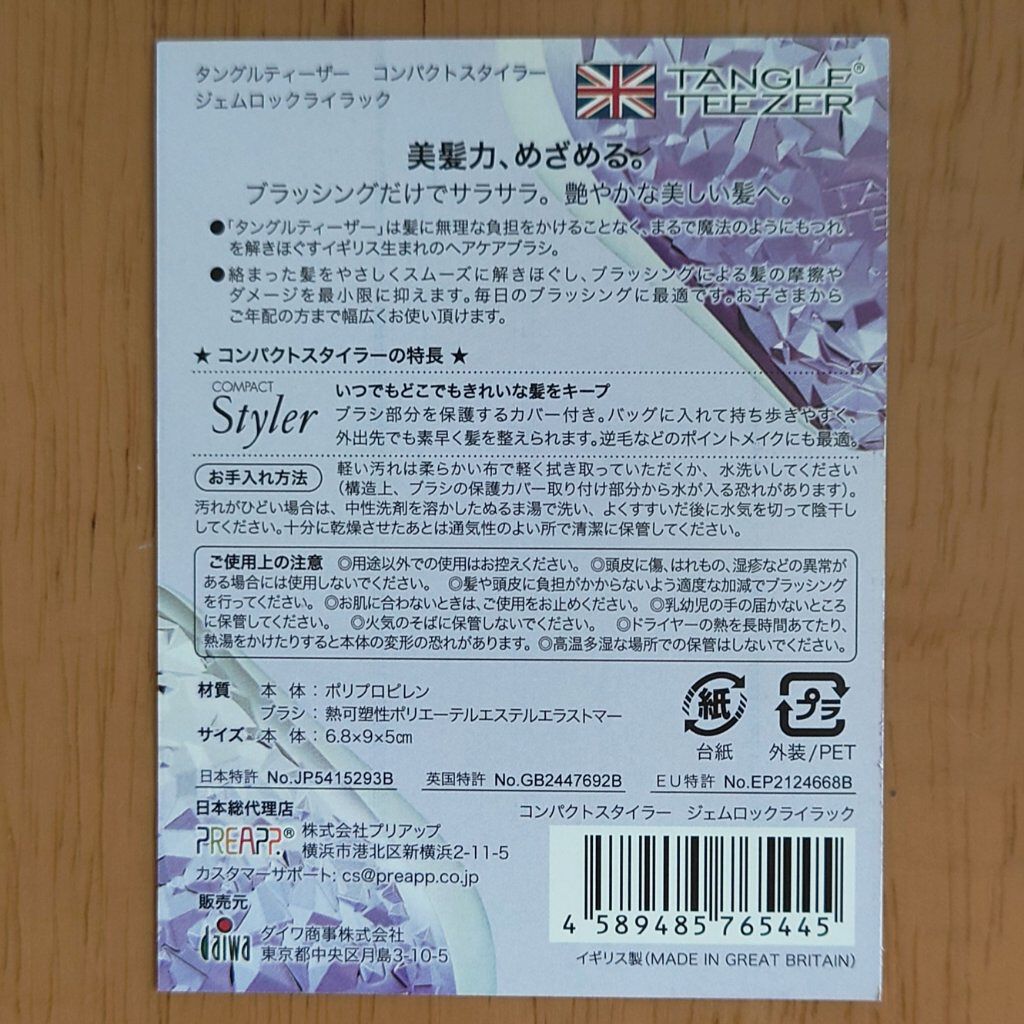 タングルティーザー　コンパクトスタイラー
ジェムロックライラック
TANGLE®
TEEZER
美髪力、めざめる。
ブラッシングだけでサラサラ。艶やかな美しい髪へ。
●「タングルティーザー」は髪に無理な負担をかけることなく、まるで魔法のようにもつれ
を解きほぐすイギリス生まれのヘアケアブラシ。
●絡まった髪をやさしくスムーズに解きほぐし、ブラッシングによる髪の摩擦や
ダメージを最小限に抑えます。毎日のブラッシングに最適です。お子さまから
ご年配の方まで幅広くお使い頂けます。
★ コンパクトスタイラーの特長 ★
COMPACT
Styler
いつでもどこでもきれいな髪をキープ
ブラシ部分を保護するカバー付き。バッグに入れて持ち歩きやすく、
外出先でも素早く髪を整えられます。逆毛などのポイントメイクにも最適。
お手入れ方法
軽い汚れは柔らかい布で軽く拭き取っていただくか、水洗いしてください
（構造上、ブラシの保護カバー取り付け部分から水が入る恐れがあります）。
汚れがひどい場合は、中性洗剤を溶かしたぬるま湯で洗い、よくすすいだ後に水気を切って陰干し
してください。十分に乾燥させたあとは通気性のよい所で清潔に保管してください。
ご使用上の注意　◎用途以外での使用はお控えください。　◎頭皮に傷、はれもの、湿疹などの異常が
ある場合には使用しないでください。　◎髪や頭皮に負担がかからないよう適度な加減でブラッシング
を行ってください。 ◎お肌に合わないときは、ご使用をお止めください。 ◎乳幼児の手の届かないところ
に保管してください。　◎火気のそばに保管しないでください。　◎ドライヤーの熱を長時間あてたり、
熱湯をかけたりすると本体の変形の恐れがあります。 ◎高温多湿な場所での保管はしないでください。
材質　本 体：ポリプロピレン
ブラシ：熱可塑性ポリエーテルエステルエラストマー
サイズ　本 体：6.8×9×5㎝
紙
台紙
プラ
外装/PET
日本特許 No.JP5415293B　英国特許 No.GB2447692B　EU特許 No.EP2124668B
日本総代理店
PREAPP®
株式会社プリアップ
横浜市港北区新横浜2-11-5
カスタマーサポート: cs@preapp.co.jp
販売元
daiwa
ダイワ商事株式会社
東京都中央区月島3-10-5
コンパクトスタイラー　ジェムロックライラック
4 589485 765445
イギリス製（MADE IN GREAT BRITAIN）